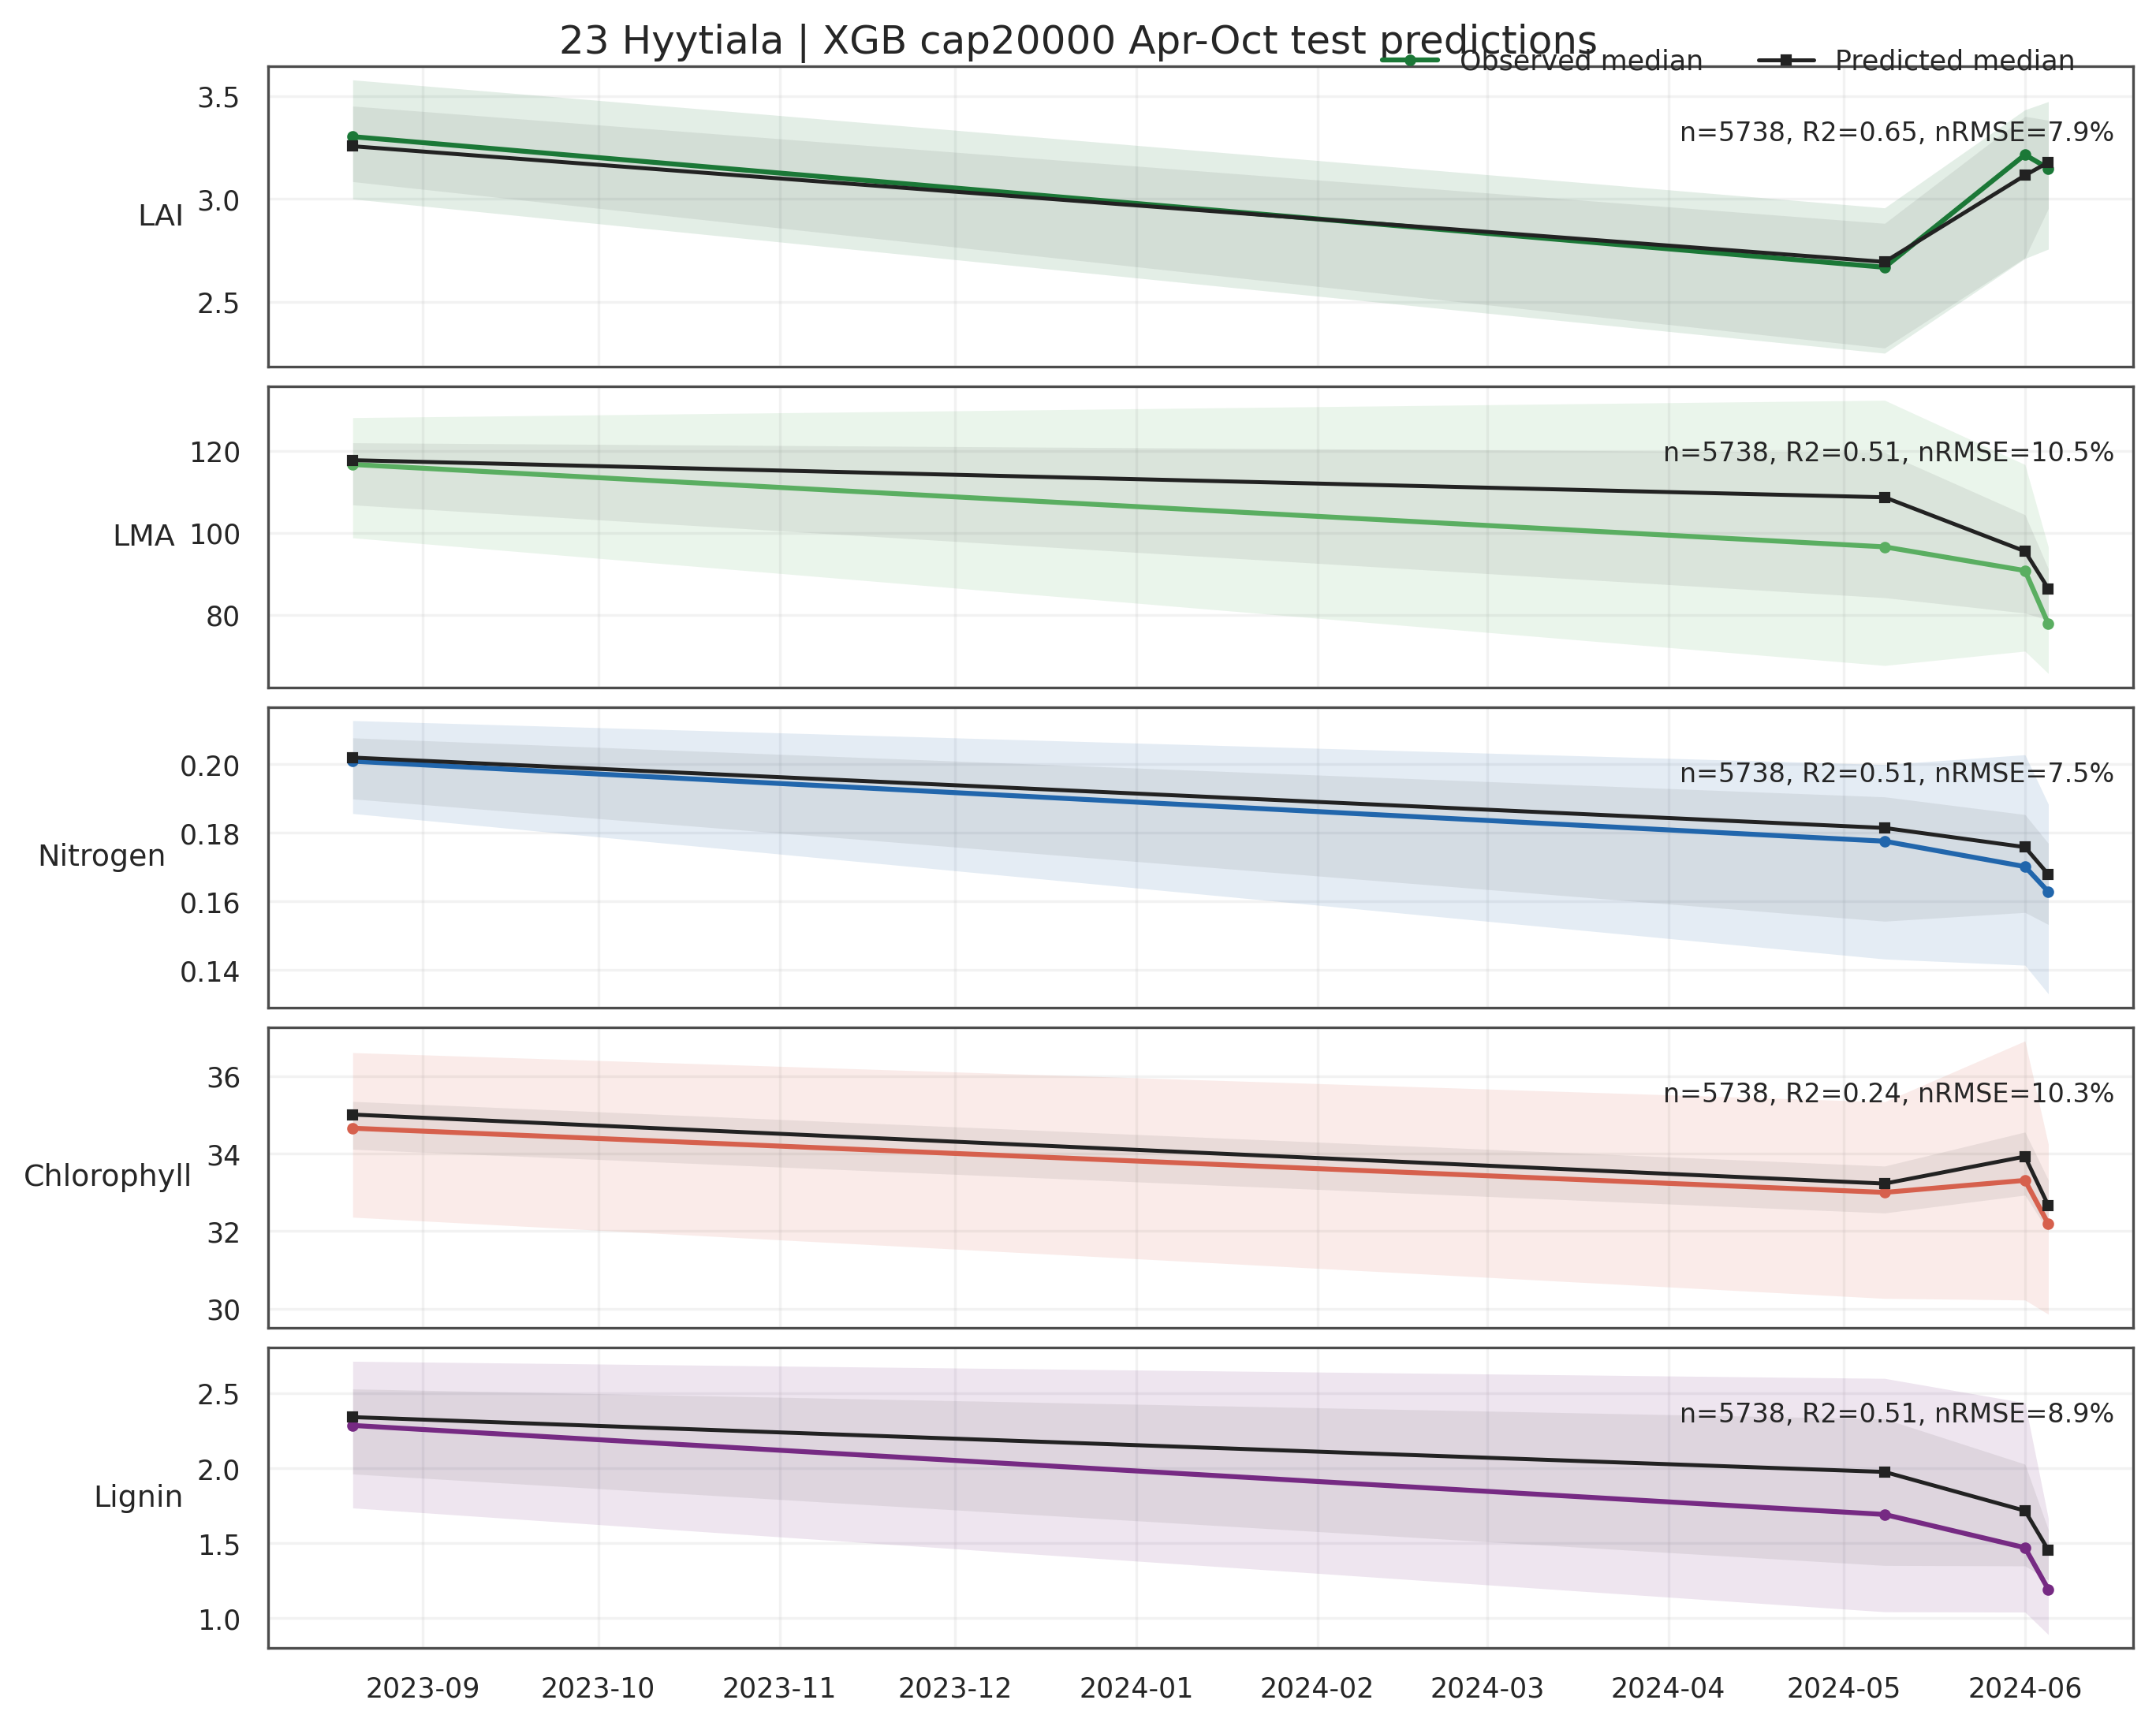 23 Hyytiala | XGB cap20000 Apr-Oct test predictions
Observed median
Predicted median
3.5
n=5738, R2=0.65, nRMSE=7.9%
LAI
3.0
2.5
120
n=5738, R2=0.51, nRMSE=10.5%
LMA
100
80
0.20
n=5738, R2=0.51, nRMSE=7.5%
0.18
Nitrogen
0.16
0.14
36
n=5738, R2=0.24, nRMSE=10.3%
34
Chlorophyll
32
30
2.5
n=5738, R2=0.51, nRMSE=8.9%
2.0
Lignin
1.5
1.0
2023-09
2023-10
2023-11
2023-12
2024-01
2024-02
2024-03
2024-04
2024-05
2024-06